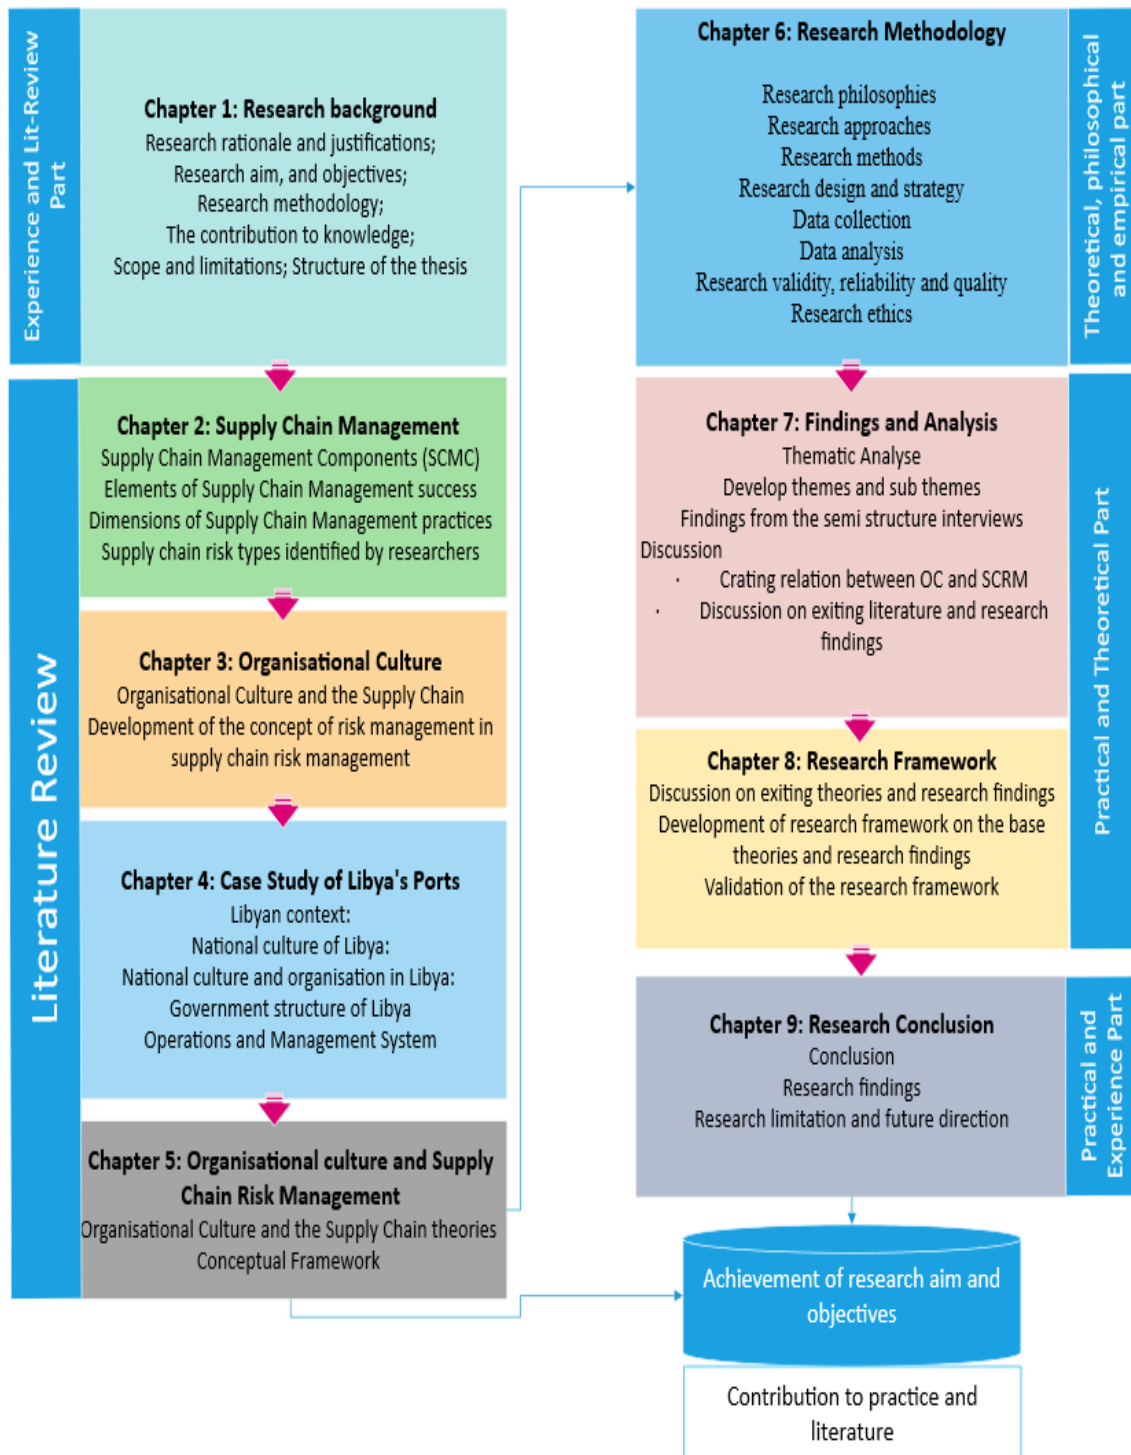 Experience and Lit-Review
Part
Chapter 1: Research background
Research rationale and justifications;
Research aim, and objectives;
Research methodology;
The contribution to knowledge;
Scope and limitations; Structure of the thesis
Literature Review
Chapter 2: Supply Chain Management
Supply Chain Management Components (SCMC)
Elements of Supply Chain Management success
Dimensions of Supply Chain Management practices
Supply chain risk types identified by researchers
Chapter 3: Organisational Culture
Organisational Culture and the Supply Chain
Development of the concept of risk management in
supply chain risk management
Chapter 4: Case Study of Libya's Ports
Libyan context:
National culture of Libya:
National culture and organisation in Libya:
Government structure of Libya
Operations and Management System
Chapter 5: Organisational culture and Supply
Chain Risk Management
Organisational Culture and the Supply Chain theories
Conceptual Framework
Chapter 6: Research Methodology
Research philosophies
Research approaches
Research methods
Research design and strategy
Data collection
Data analysis
Research validity, reliability and quality
Research ethics
Theoretical, philosophical
and empirical part
Chapter 7: Findings and Analysis
Thematic Analyse
Develop themes and sub themes
Findings from the semi structure interviews
Discussion
· Crating relation between OC and SCRM
· Discussion on exiting literature and research
findings
Practical and Theoretical Part
Chapter 8: Research Framework
Discussion on exiting theories and research findings
Development of research framework on the base
theories and research findings
Validation of the research framework
Chapter 9: Research Conclusion
Conclusion
Research findings
Research limitation and future direction
Practical and
Experience Part
Achievement of research aim and
objectives
Contribution to practice and
literature